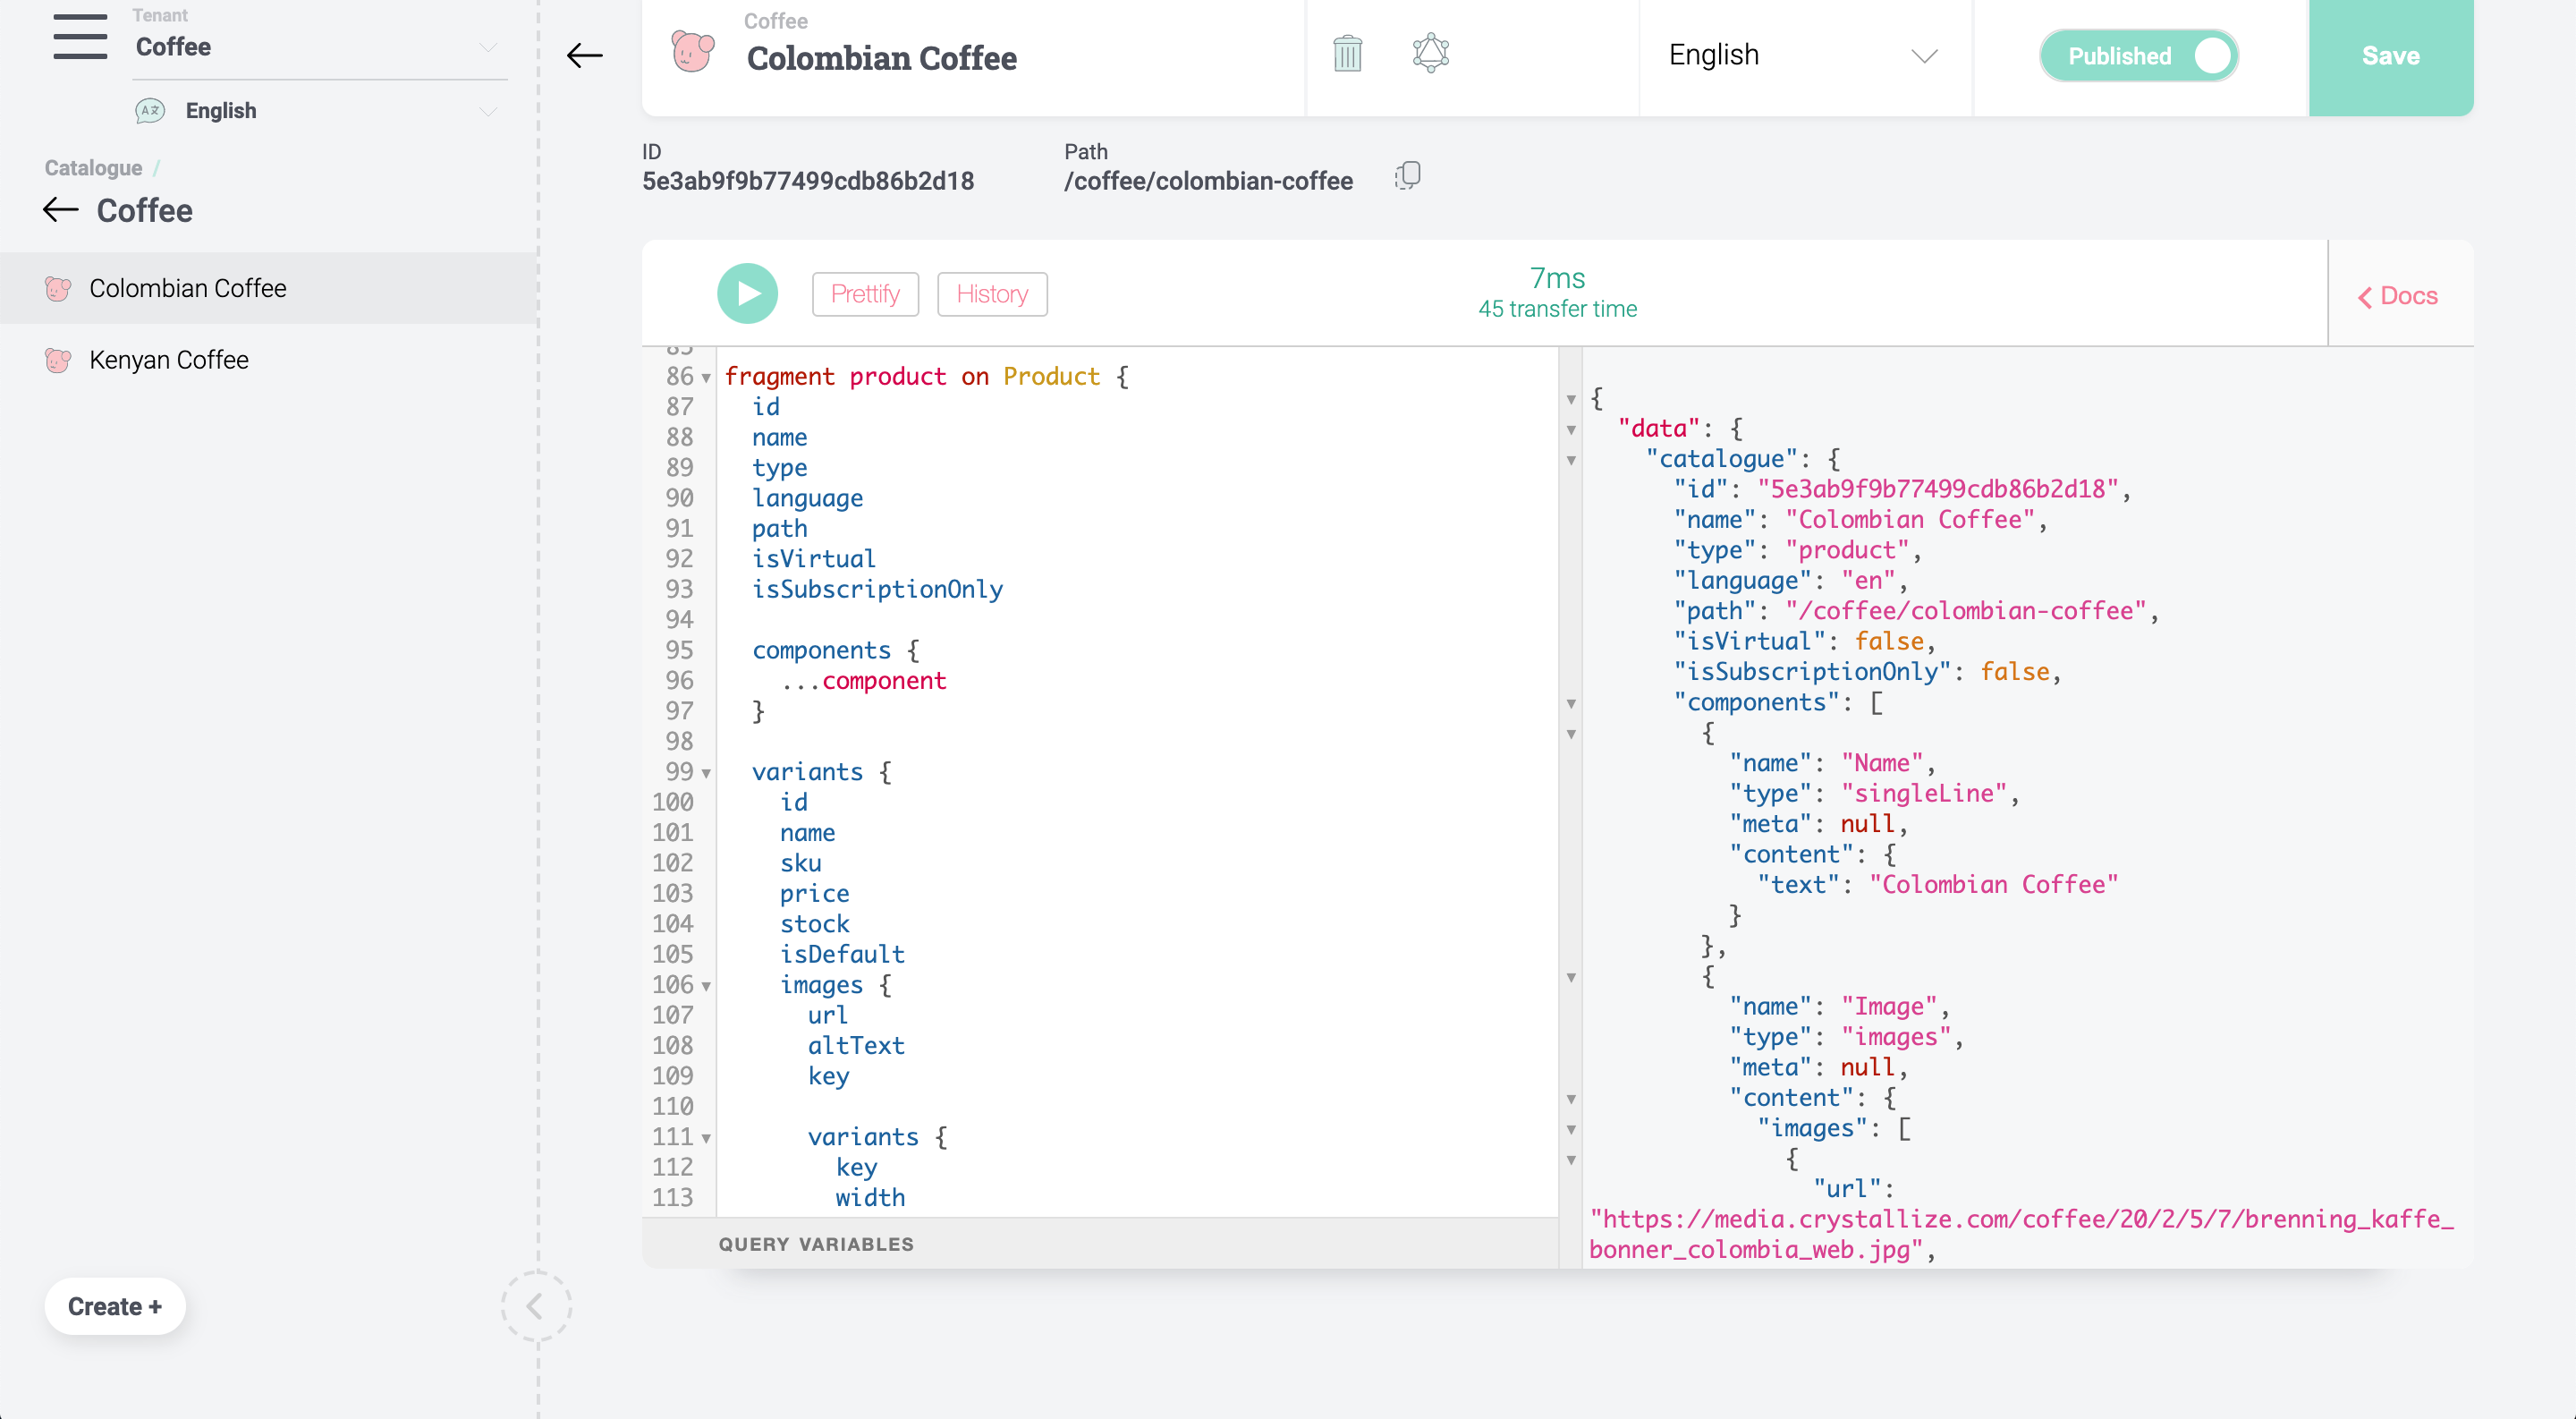 Tenant
Coffee
English
Catalogue /
Coffee
Colombian Coffee
Kenyan Coffee
Create +
Coffee
Colombian Coffee
English
Published
Save
ID
5e3ab9f9b77499cdb86b2d18
Path
/coffee/colombian-coffee
Prettify
History
7ms
45 transfer time
Docs
85
86 fragment product on Product {
87 id
88 name
89 type
90 language
91 path
92 isVirtual
93 isSubscriptionOnly
94
95 components {
96 ...component
97 }
98
99 variants {
100 id
101 name
102 sku
103 price
104 stock
105 isDefault
106 images {
107 url
108 altText
109 key
110
111 variants {
112 key
113 width
QUERY VARIABLES
{
"data": {
"catalogue": {
"id": "5e3ab9f9b77499cdb86b2d18",
"name": "Colombian Coffee",
"type": "product",
"language": "en",
"path": "/coffee/colombian-coffee",
"isVirtual": false,
"isSubscriptionOnly": false,
"components": [
{
"name": "Name",
"type": "singleLine",
"meta": null,
"content": {
"text": "Colombian Coffee"
}
},
{
"name": "Image",
"type": "images",
"meta": null,
"content": {
"images": [
{
"url":
"https://media.crystallize.com/coffee/20/2/5/7/brenning_kaffe_
bonner_colombia_web.jpg",